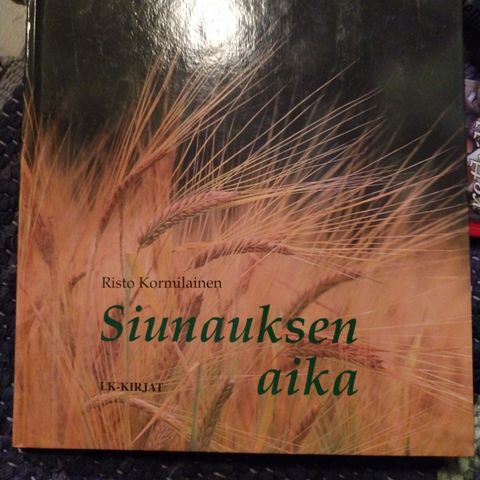 Risto Kormilainen
Siunauksen
aika
LK-KIRJAT